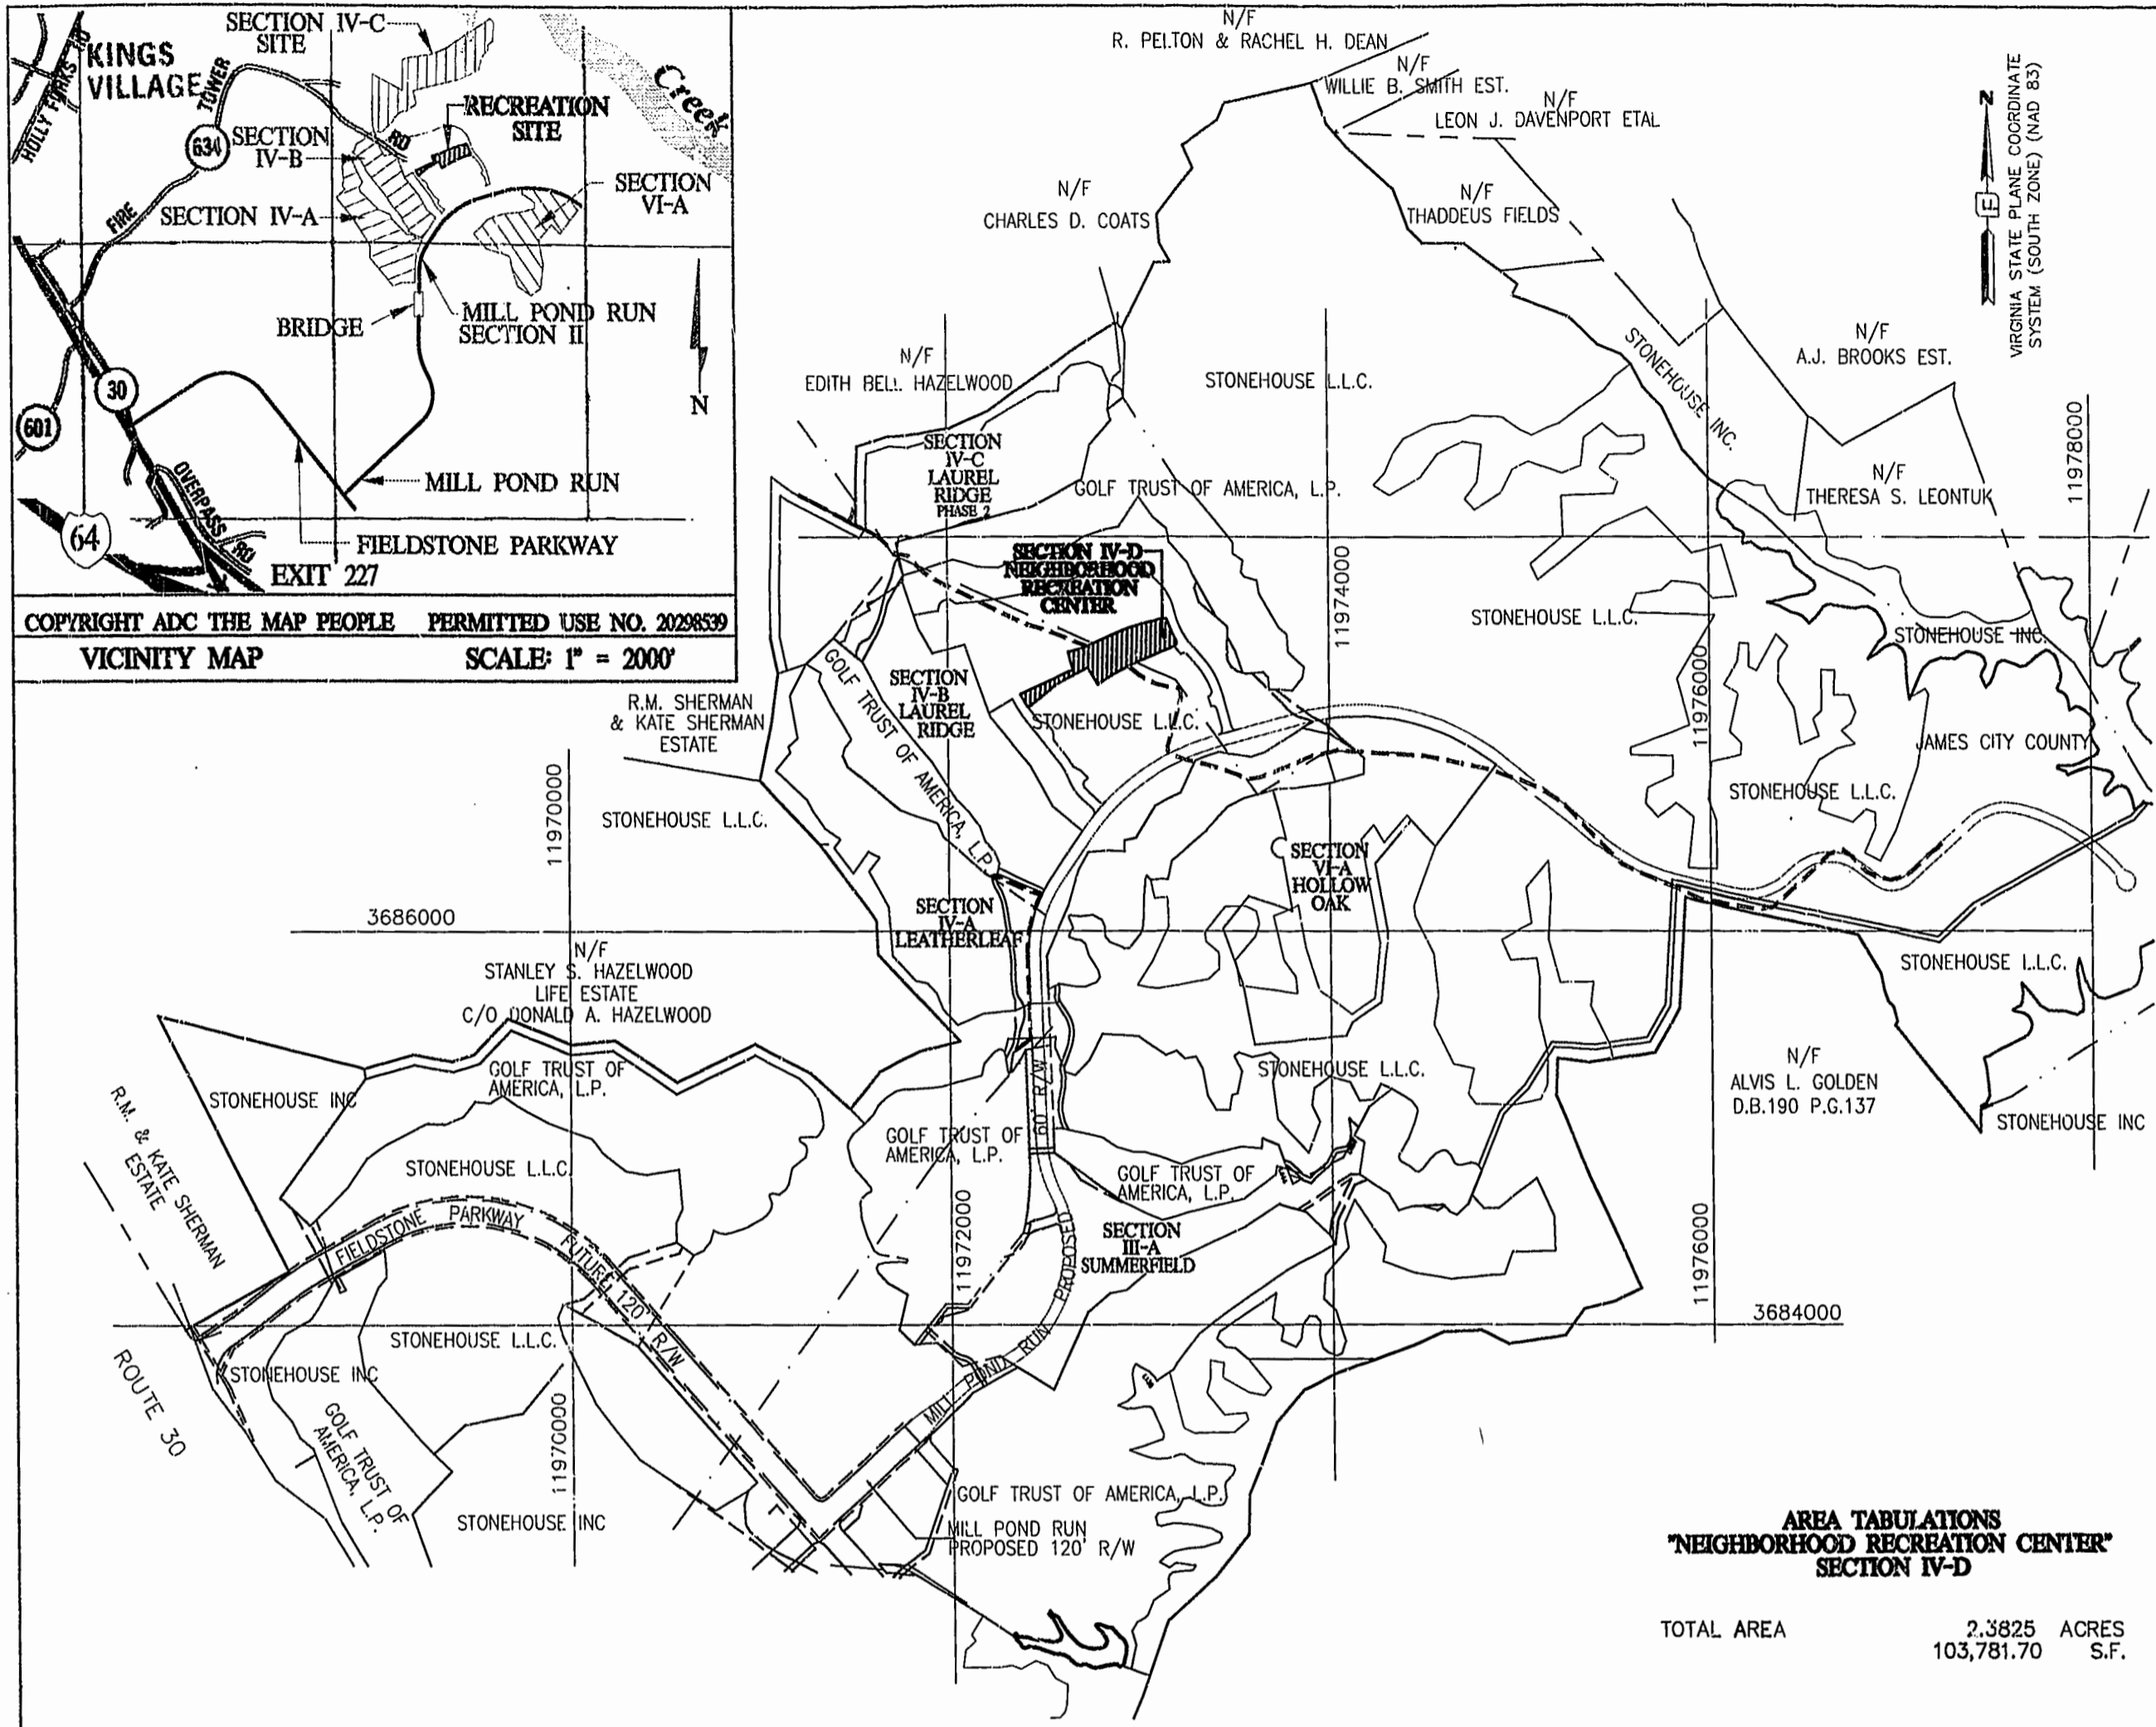 SECTION IV-C
SITE
KINGS
VILLAGE
HOLLY FORKS RD
TOWER
RD
FIRE
634
SECTION
IV-B
RECREATION
SITE
Creek
SECTION IV-A
SECTION
VI-A
BRIDGE
MILL POND RUN
SECTION II
30
601
N
OVERPASS RD
MILL POND RUN
64
FIELDSTONE PARKWAY
EXIT 227
COPYRIGHT ADC THE MAP PEOPLE PERMITTED USE NO. 20298539
VICINITY MAP SCALE: 1" = 2000'
N/F
R. PELTON & RACHEL H. DEAN
N/F
WILLIE B. SMITH EST.
N/F
LEON J. DAVENPORT ETAL
N/F
THADDEUS FIELDS
N/F
CHARLES D. COATS
N
VIRGINIA STATE PLANE COORDINATE
SYSTEM (SOUTH ZONE) (NAD 83)
N/F
EDITH BELL HAZELWOOD
STONEHOUSE L.L.C.
STONEHOUSE INC.
N/F
A.J. BROOKS EST.
N/F
THERESA S. LEONTUK
11978000
SECTION
IV-C
LAUREL
RIDGE
PHASE 2
GOLF TRUST OF AMERICA, L.P.
SECTION IV-D
NEIGHBORHOOD
RECREATION
CENTER
11974000
STONEHOUSE L.L.C.
STONEHOUSE INC.
11976000
JAMES CITY COUNTY
STONEHOUSE L.L.C.
R.M. SHERMAN
& KATE SHERMAN
ESTATE
GOLF TRUST OF AMERICA, L.P.
SECTION
IV-B
LAUREL
RIDGE
STONEHOUSE L.L.C.
11970000
STONEHOUSE L.L.C.
SECTION
VI-A
HOLLOW
OAK
SECTION
IV-A
LEATHERLEAF
3686000
N/F
STANLEY S. HAZELWOOD
LIFE ESTATE
C/O DONALD A. HAZELWOOD
STONEHOUSE L.L.C.
GOLF TRUST OF
AMERICA, L.P.
STONEHOUSE INC
R.M. & KATE SHERMAN
ESTATE
STONEHOUSE L.L.C.
60' R/W
STONEHOUSE L.L.C.
N/F
ALVIS L. GOLDEN
D.B.190 P.G.137
STONEHOUSE INC
GOLF TRUST OF
AMERICA, L.P.
GOLF TRUST OF
AMERICA, L.P.
FIELDSTONE PARKWAY
FUTURE 120' R/W
11972000
SECTION
III-A
SUMMERFIELD
11976000
3684000
MILL POND RUN PROPOSED
STONEHOUSE L.L.C.
STONEHOUSE INC
ROUTE 30
GOLF TRUST OF
AMERICA, L.P.
11970000
STONEHOUSE INC
GOLF TRUST OF AMERICA, L.P.
MILL POND RUN
PROPOSED 120' R/W
AREA TABULATIONS
"NEIGHBORHOOD RECREATION CENTER"
SECTION IV-D
TOTAL AREA 2.3825 ACRES
103,781.70 S.F.